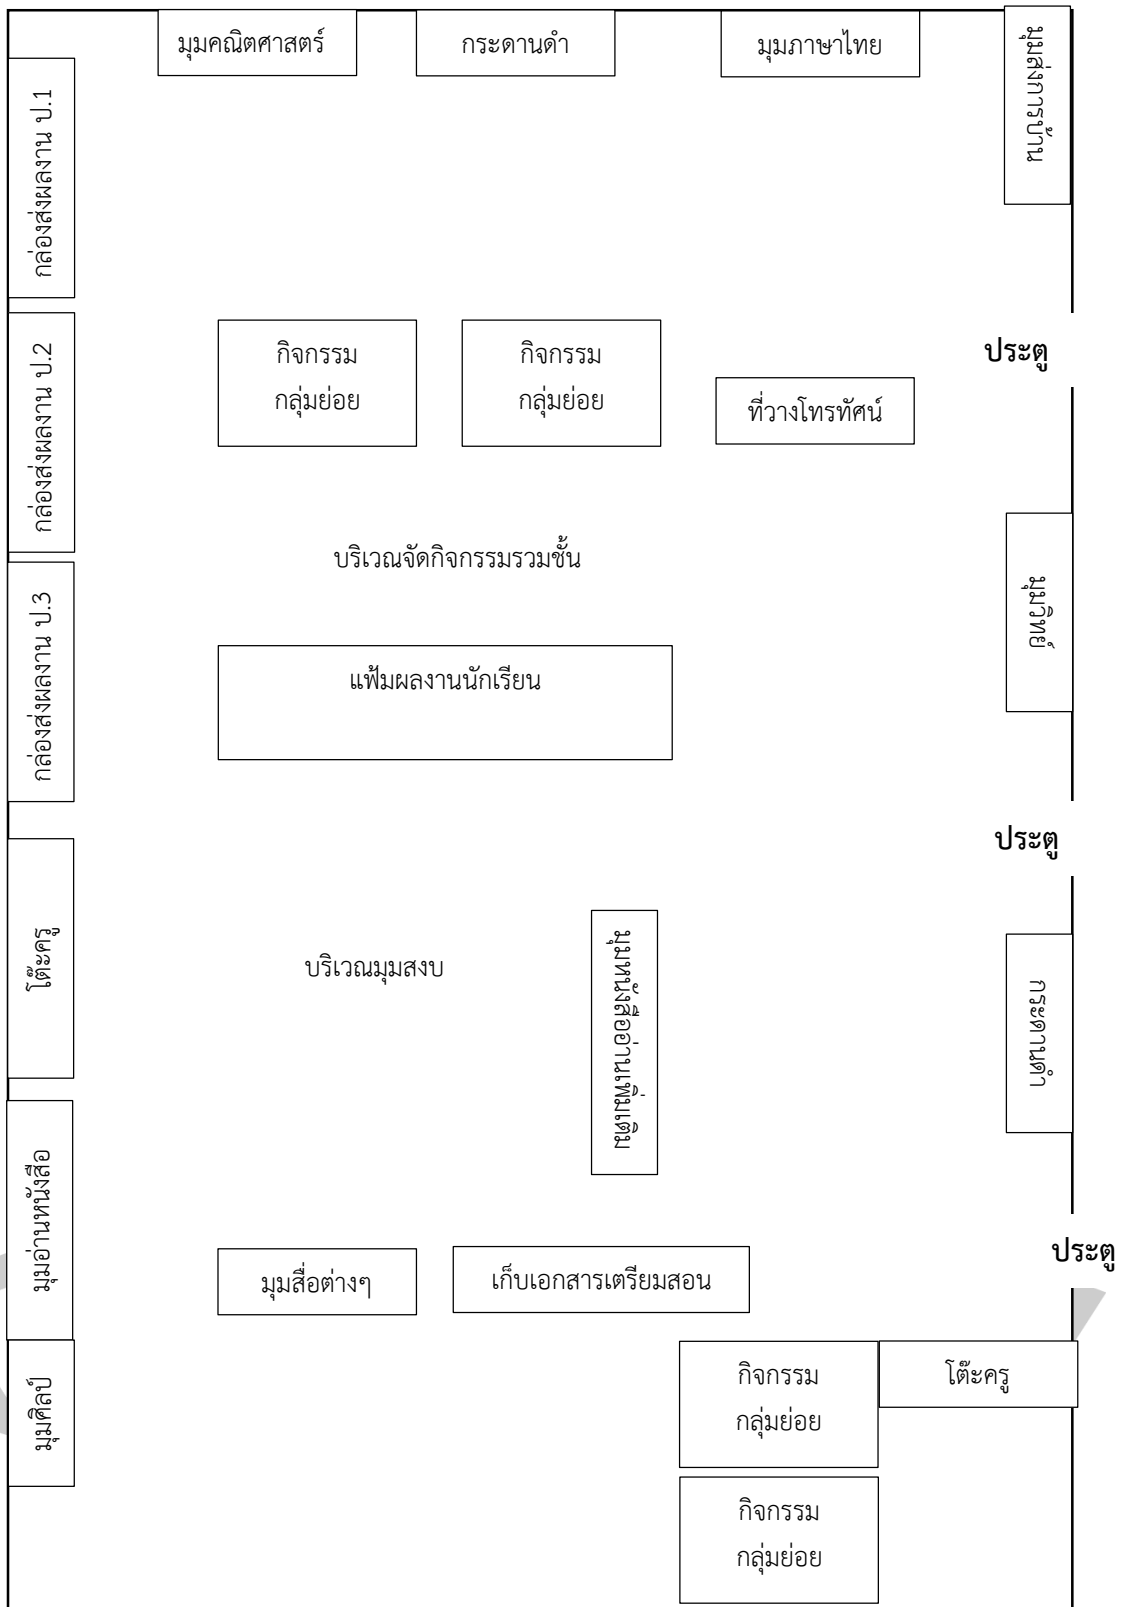 มุมคณิตศาสตร์
กระดานดำ
มุมภาษาไทย
มุมส่งการบ้าน
กล่องส่งผลงาน ป.1
กล่องส่งผลงาน ป.2
กิจกรรม
กลุ่มย่อย
กิจกรรม
กลุ่มย่อย
ประตู
ที่วางโทรทัศน์
บริเวณจัดกิจกรรมรวมชั้น
มุมวิทย์
กล่องส่งผลงาน ป.3
แฟ้มผลงานนักเรียน
ประตู
โต๊ะครู
บริเวณมุมสงบ
มุมหนังสืออ่านเพิ่มเติม
กระดานดำ
มุมอ่านหนังสือ
มุมสื่อต่างๆ
เก็บเอกสารเตรียมสอน
ประตู
มุมศิลป์
กิจกรรม
กลุ่มย่อย
โต๊ะครู
กิจกรรม
กลุ่มย่อย